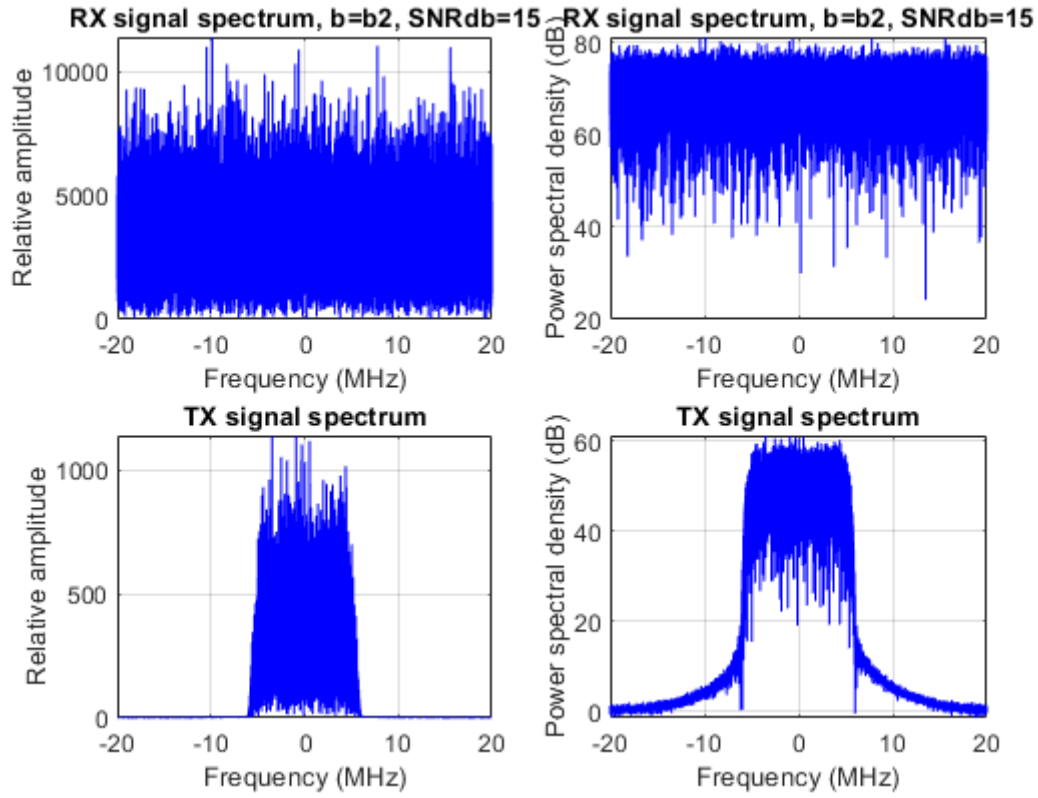 RX signal spectrum, b=b2, SNRdb=15
Relative amplitude
10000
5000
0
-20 -10 0 10 20
Frequency (MHz)
RX signal spectrum, b=b2, SNRdb=15
Power spectral density (dB)
80
60
40
20
-20 -10 0 10 20
Frequency (MHz)
TX signal spectrum
Relative amplitude
1000
500
0
-20 -10 0 10 20
Frequency (MHz)
TX signal spectrum
Power spectral density (dB)
60
40
20
0
-20 -10 0 10 20
Frequency (MHz)